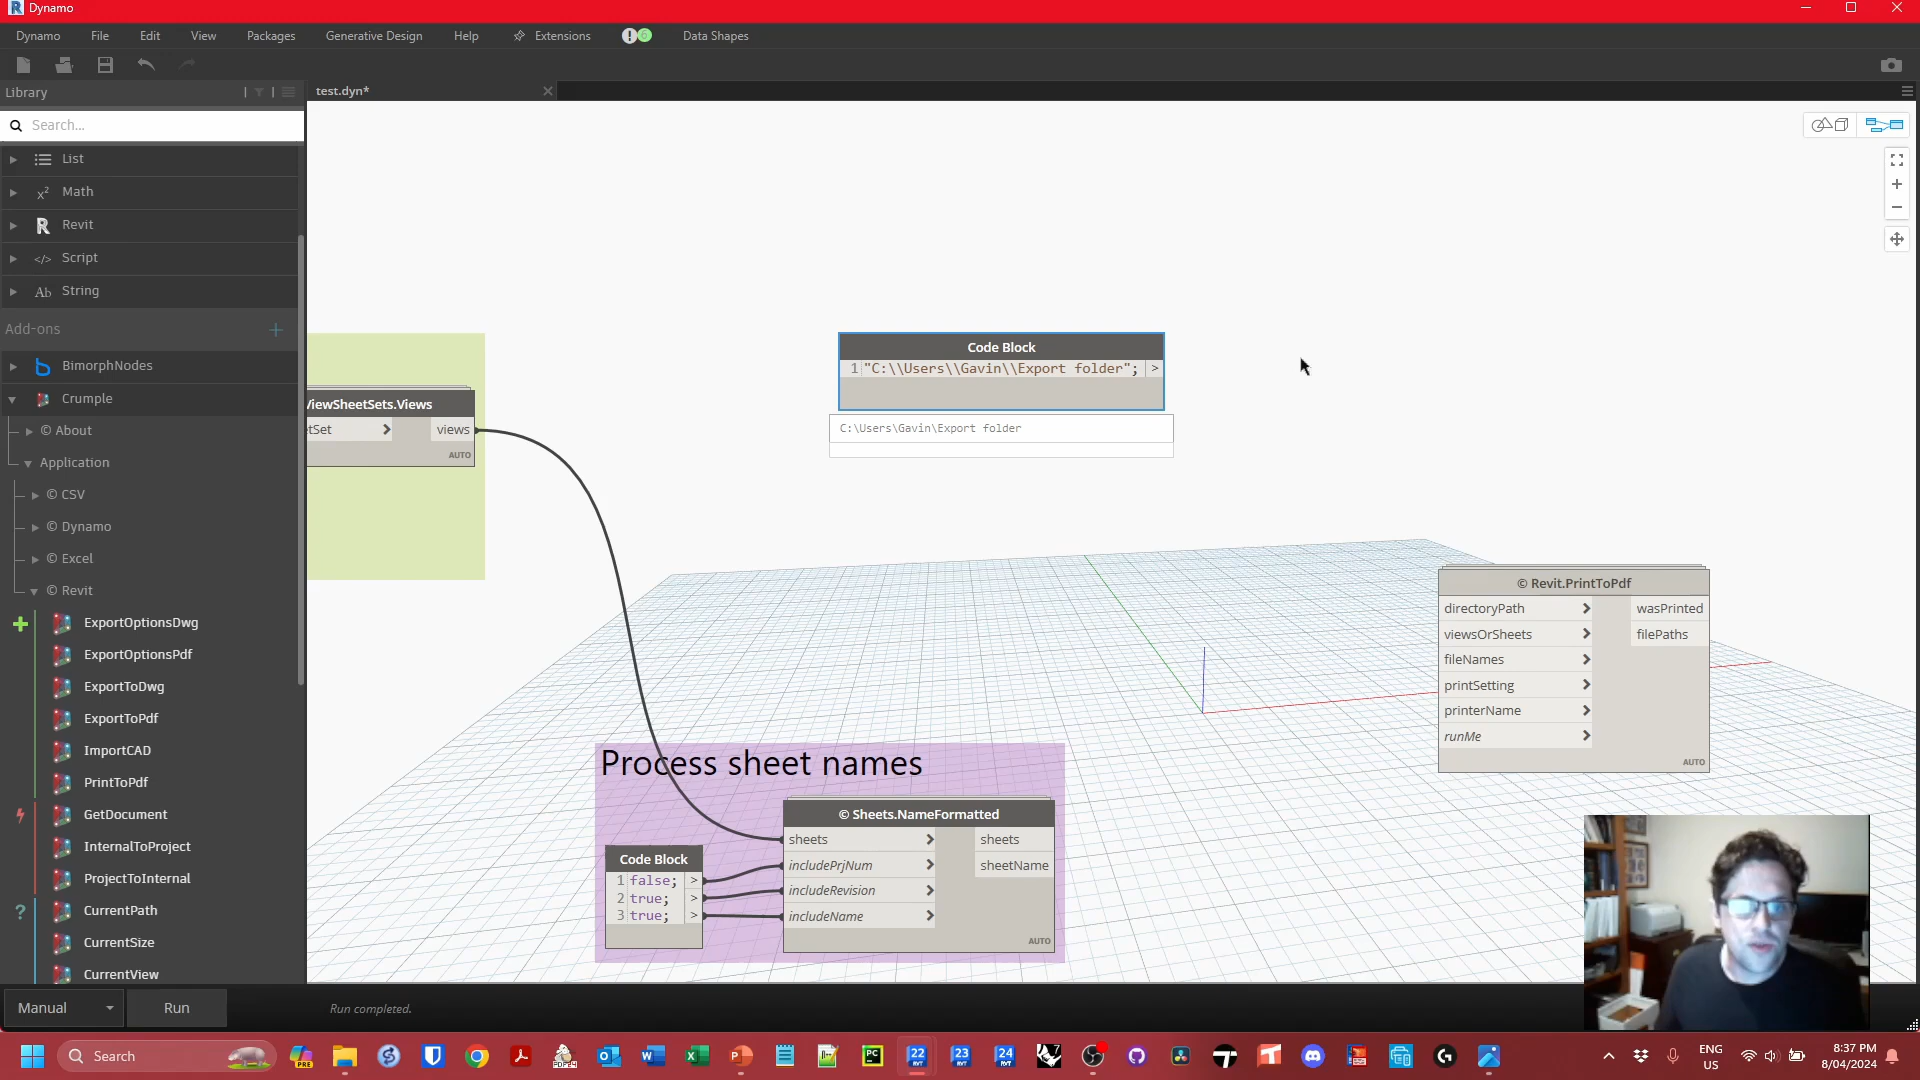 Dynamo
Dynamo File Edit View Packages Generative Design Help Extensions Data Shapes
Library
test.dyn*
Search...
List
Math
Revit
Script
String
Add-ons
BimorphNodes
Crumple
© About
Application
© CSV
© Dynamo
© Excel
© Revit
ExportOptionsDwg
ExportOptionsPdf
ExportToDwg
ExportToPdf
ImportCAD
PrintToPdf
GetDocument
InternalToProject
ProjectToInternal
CurrentPath
CurrentSize
CurrentView
ViewSheetSets.Views
etSet > views
AUTO
Code Block
1 "C:\\Users\\Gavin\\Export folder"; >
C:\Users\Gavin\Export folder
© Revit.PrintToPdf
directoryPath > wasPrinted
viewsOrSheets > filePaths
fileNames >
printSetting >
printerName >
runMe >
AUTO
Process sheet names
Code Block
1 false; >
2 true; >
3 true; >
© Sheets.NameFormatted
sheets > sheets
includePrjNum > sheetName
includeRevision >
includeName >
AUTO
Manual Run Run completed.
Search
ENG
US
8:37 PM
8/04/2024